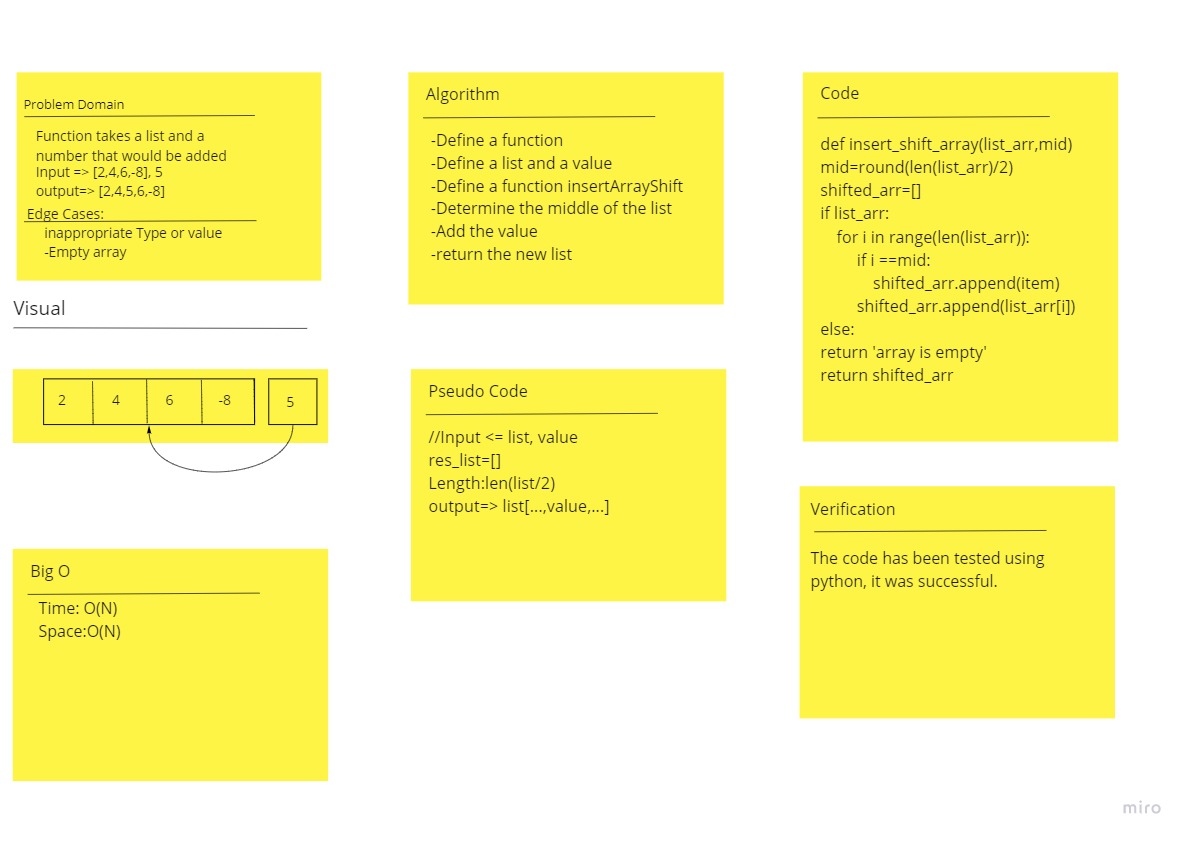 Problem Domain
Function takes a list and a
number that would be added
Input => [2,4,6,-8], 5
output=> [2,4,5,6,-8]
Edge Cases:
inappropriate Type or value
-Empty array
Visual
2 4 6 -8 5
Big O
Time: O(N)
Space:O(N)
Algorithm
-Define a function
-Define a list and a value
-Define a function insertArrayShift
-Determine the middle of the list
-Add the value
-return the new list
Pseudo Code
//Input <= list, value
res_list=[]
Length:len(list/2)
output=> list[...,value,...]
Code
def insert_shift_array(list_arr,mid)
mid=round(len(list_arr)/2)
shifted_arr=[]
if list_arr:
for i in range(len(list_arr)):
if i ==mid:
shifted_arr.append(item)
shifted_arr.append(list_arr[i])
else:
return 'array is empty'
return shifted_arr
Verification
The code has been tested using
python, it was successful.
miro